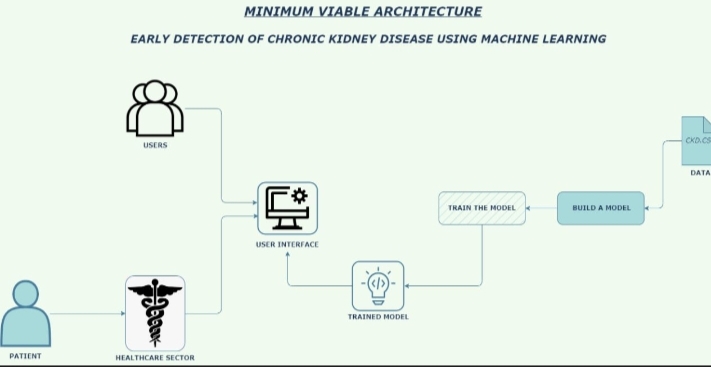 MINIMUM VIABLE ARCHITECTURE
EARLY DETECTION OF CHRONIC KIDNEY DISEASE USING MACHINE LEARNING
USERS
CKD.CS
DATA
TRAIN THE MODEL
BUILD A MODEL
USER INTERFACE
</>
TRAINED MODEL
PATIENT
HEALTHCARE SECTOR